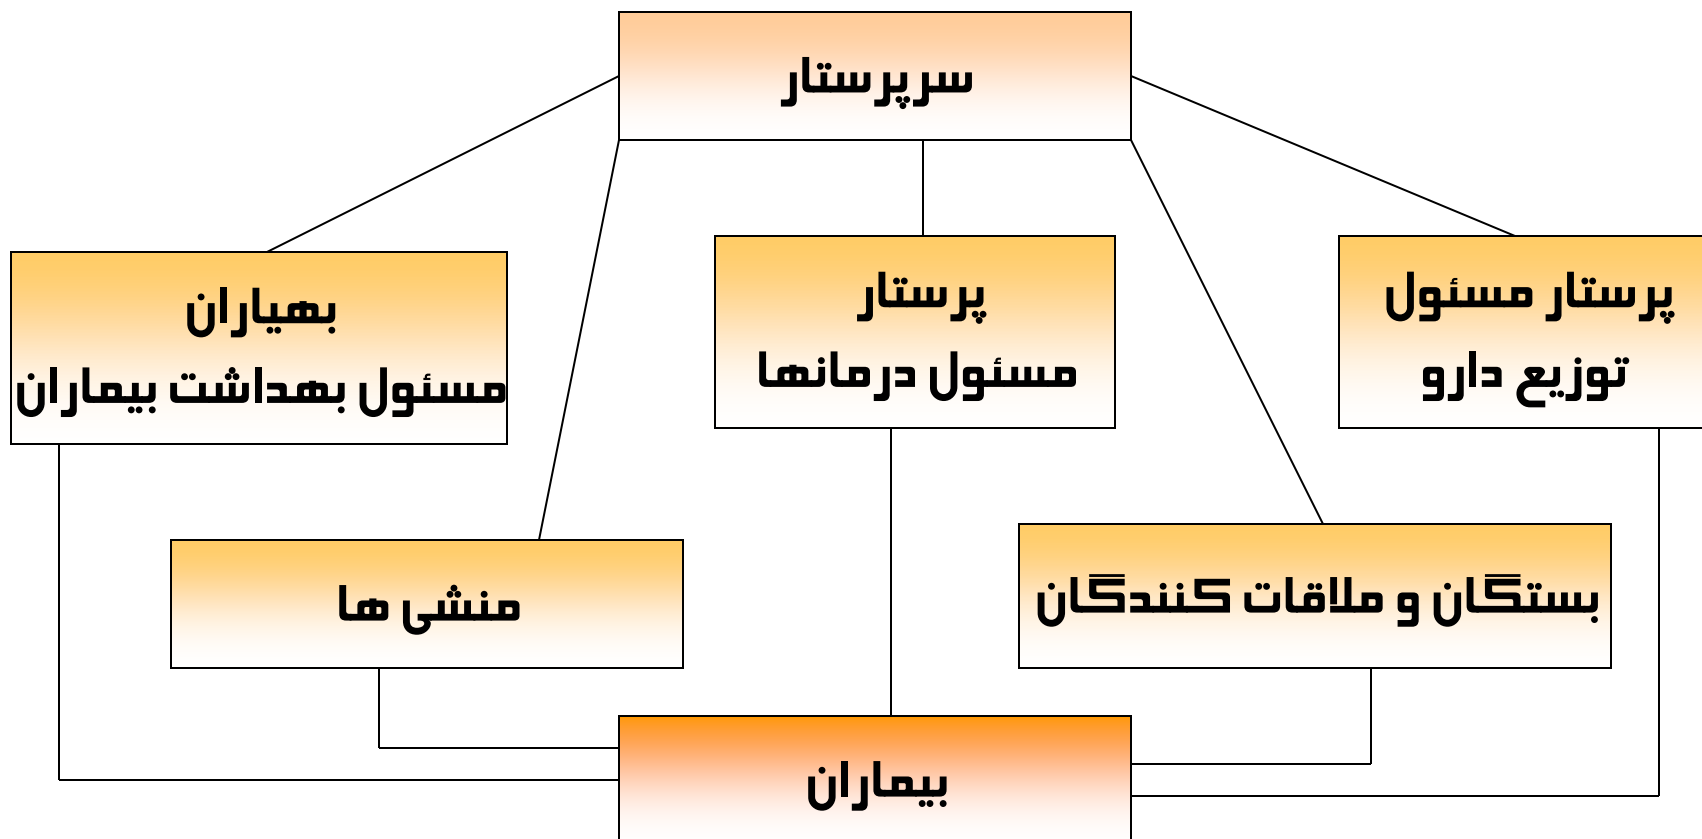 سرپرستار
پرستار مسئول
توزیع دارو
پرستار
مسئول درمانها
بهیاران
مسئول بهداشت بیماران
بستگان و ملاقات کنندگان
منشی ها
بیماران